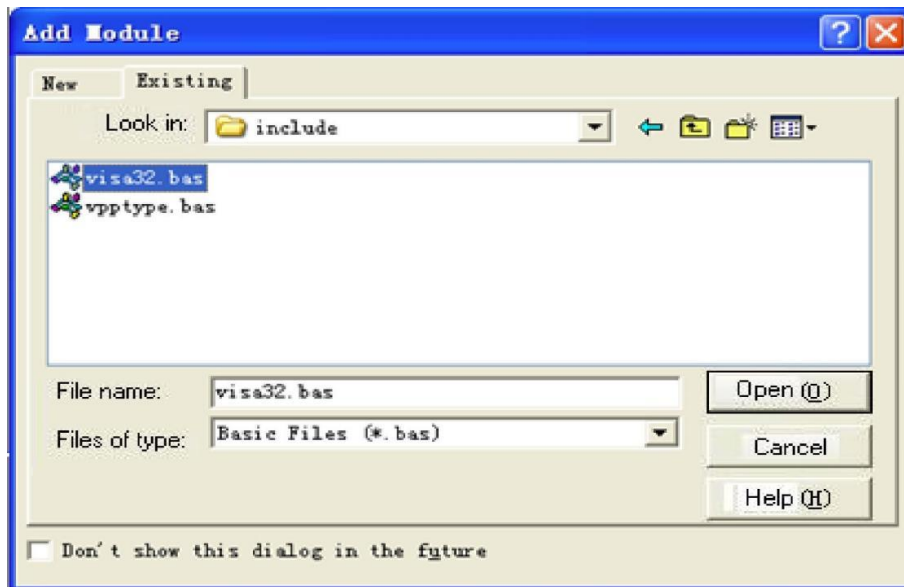 Add Module
New Existing
Look in: include
visa32.bas
vpptype.bas
File name: visa32.bas Open (O)
Files of type: Basic Files (*.bas)
Cancel
Help (H)
Don't show this dialog in the future